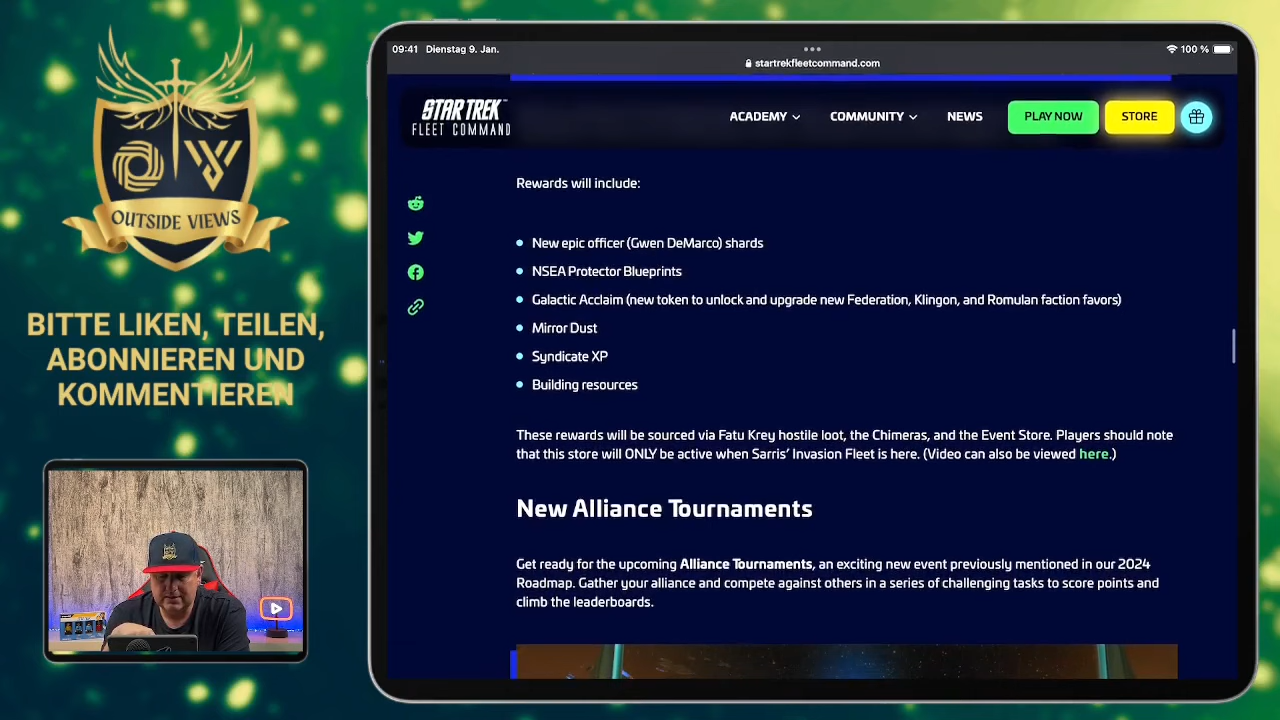 OUTSIDE VIEWS
BITTE LIKEN, TEILEN,
ABONNIEREN UND
KOMMENTIEREN
09:41 Dienstag 9. Jan.
100 %
startrekfleetcommand.com
STAR TREK
FLEET COMMAND
ACADEMY
COMMUNITY
NEWS
PLAY NOW
STORE
Rewards will include:
New epic officer (Gwen DeMarco) shards
NSEA Protector Blueprints
Galactic Acclaim (new token to unlock and upgrade new Federation, Klingon, and Romulan faction favors)
Mirror Dust
Syndicate XP
Building resources
These rewards will be sourced via Fatu Krey hostile loot, the Chimeras, and the Event Store. Players should note
that this store will ONLY be active when Sarris’ Invasion Fleet is here. (Video can also be viewed here.)
New Alliance Tournaments
Get ready for the upcoming Alliance Tournaments, an exciting new event previously mentioned in our 2024
Roadmap. Gather your alliance and compete against others in a series of challenging tasks to score points and
climb the leaderboards.